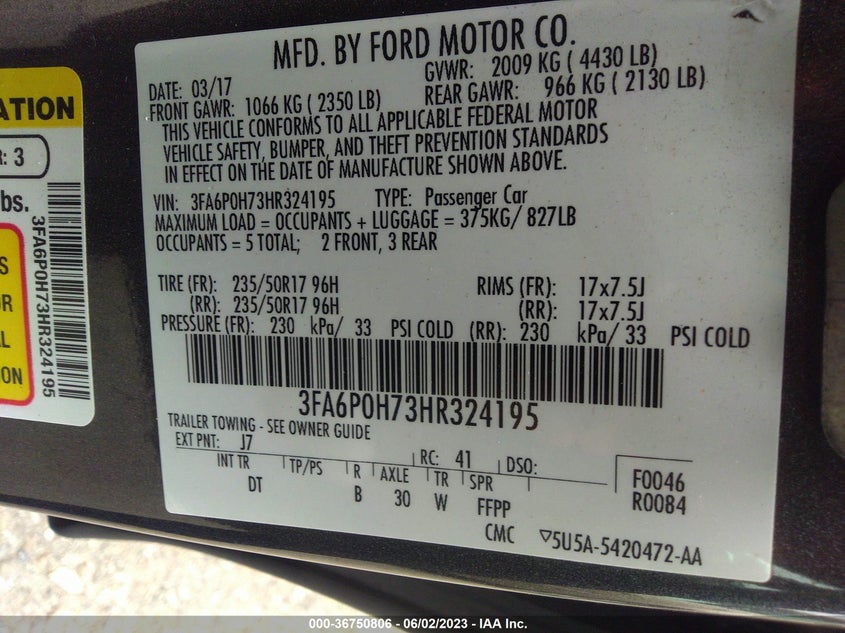 MFD. BY FORD MOTOR CO.
DATE: 03/17 GVWR: 2009 KG ( 4430 LB)
FRONT GAWR: 1066 KG ( 2350 LB) REAR GAWR: 966 KG ( 2130 LB)
THIS VEHICLE CONFORMS TO ALL APPLICABLE FEDERAL MOTOR
VEHICLE SAFETY, BUMPER, AND THEFT PREVENTION STANDARDS
IN EFFECT ON THE DATE OF MANUFACTURE SHOWN ABOVE.
VIN: 3FA6P0H73HR324195 TYPE: Passenger Car
MAXIMUM LOAD = OCCUPANTS + LUGGAGE = 375KG/ 827LB
OCCUPANTS = 5 TOTAL; 2 FRONT, 3 REAR
TIRE (FR): 235/50R17 96H RIMS (FR): 17x7.5J
(RR): 235/50R17 96H (RR): 17x7.5J
PRESSURE (FR): 230 kPa/ 33 PSI COLD (RR): 230 kPa/ 33 PSI COLD
3FA6P0H73HR324195
TRAILER TOWING - SEE OWNER GUIDE
EXT PNT: J7 RC: 41 DSO:
INT TR TP/PS R AXLE TR SPR
DT B 30 W FFPP
F0046
R0084
CMC ▽5U5A-5420472-AA
ATION
R: 3
bs.
S
OR
AL
ION
3FA6P0H73HR324195
000-36750806 - 06/02/2023 - IAA Inc.